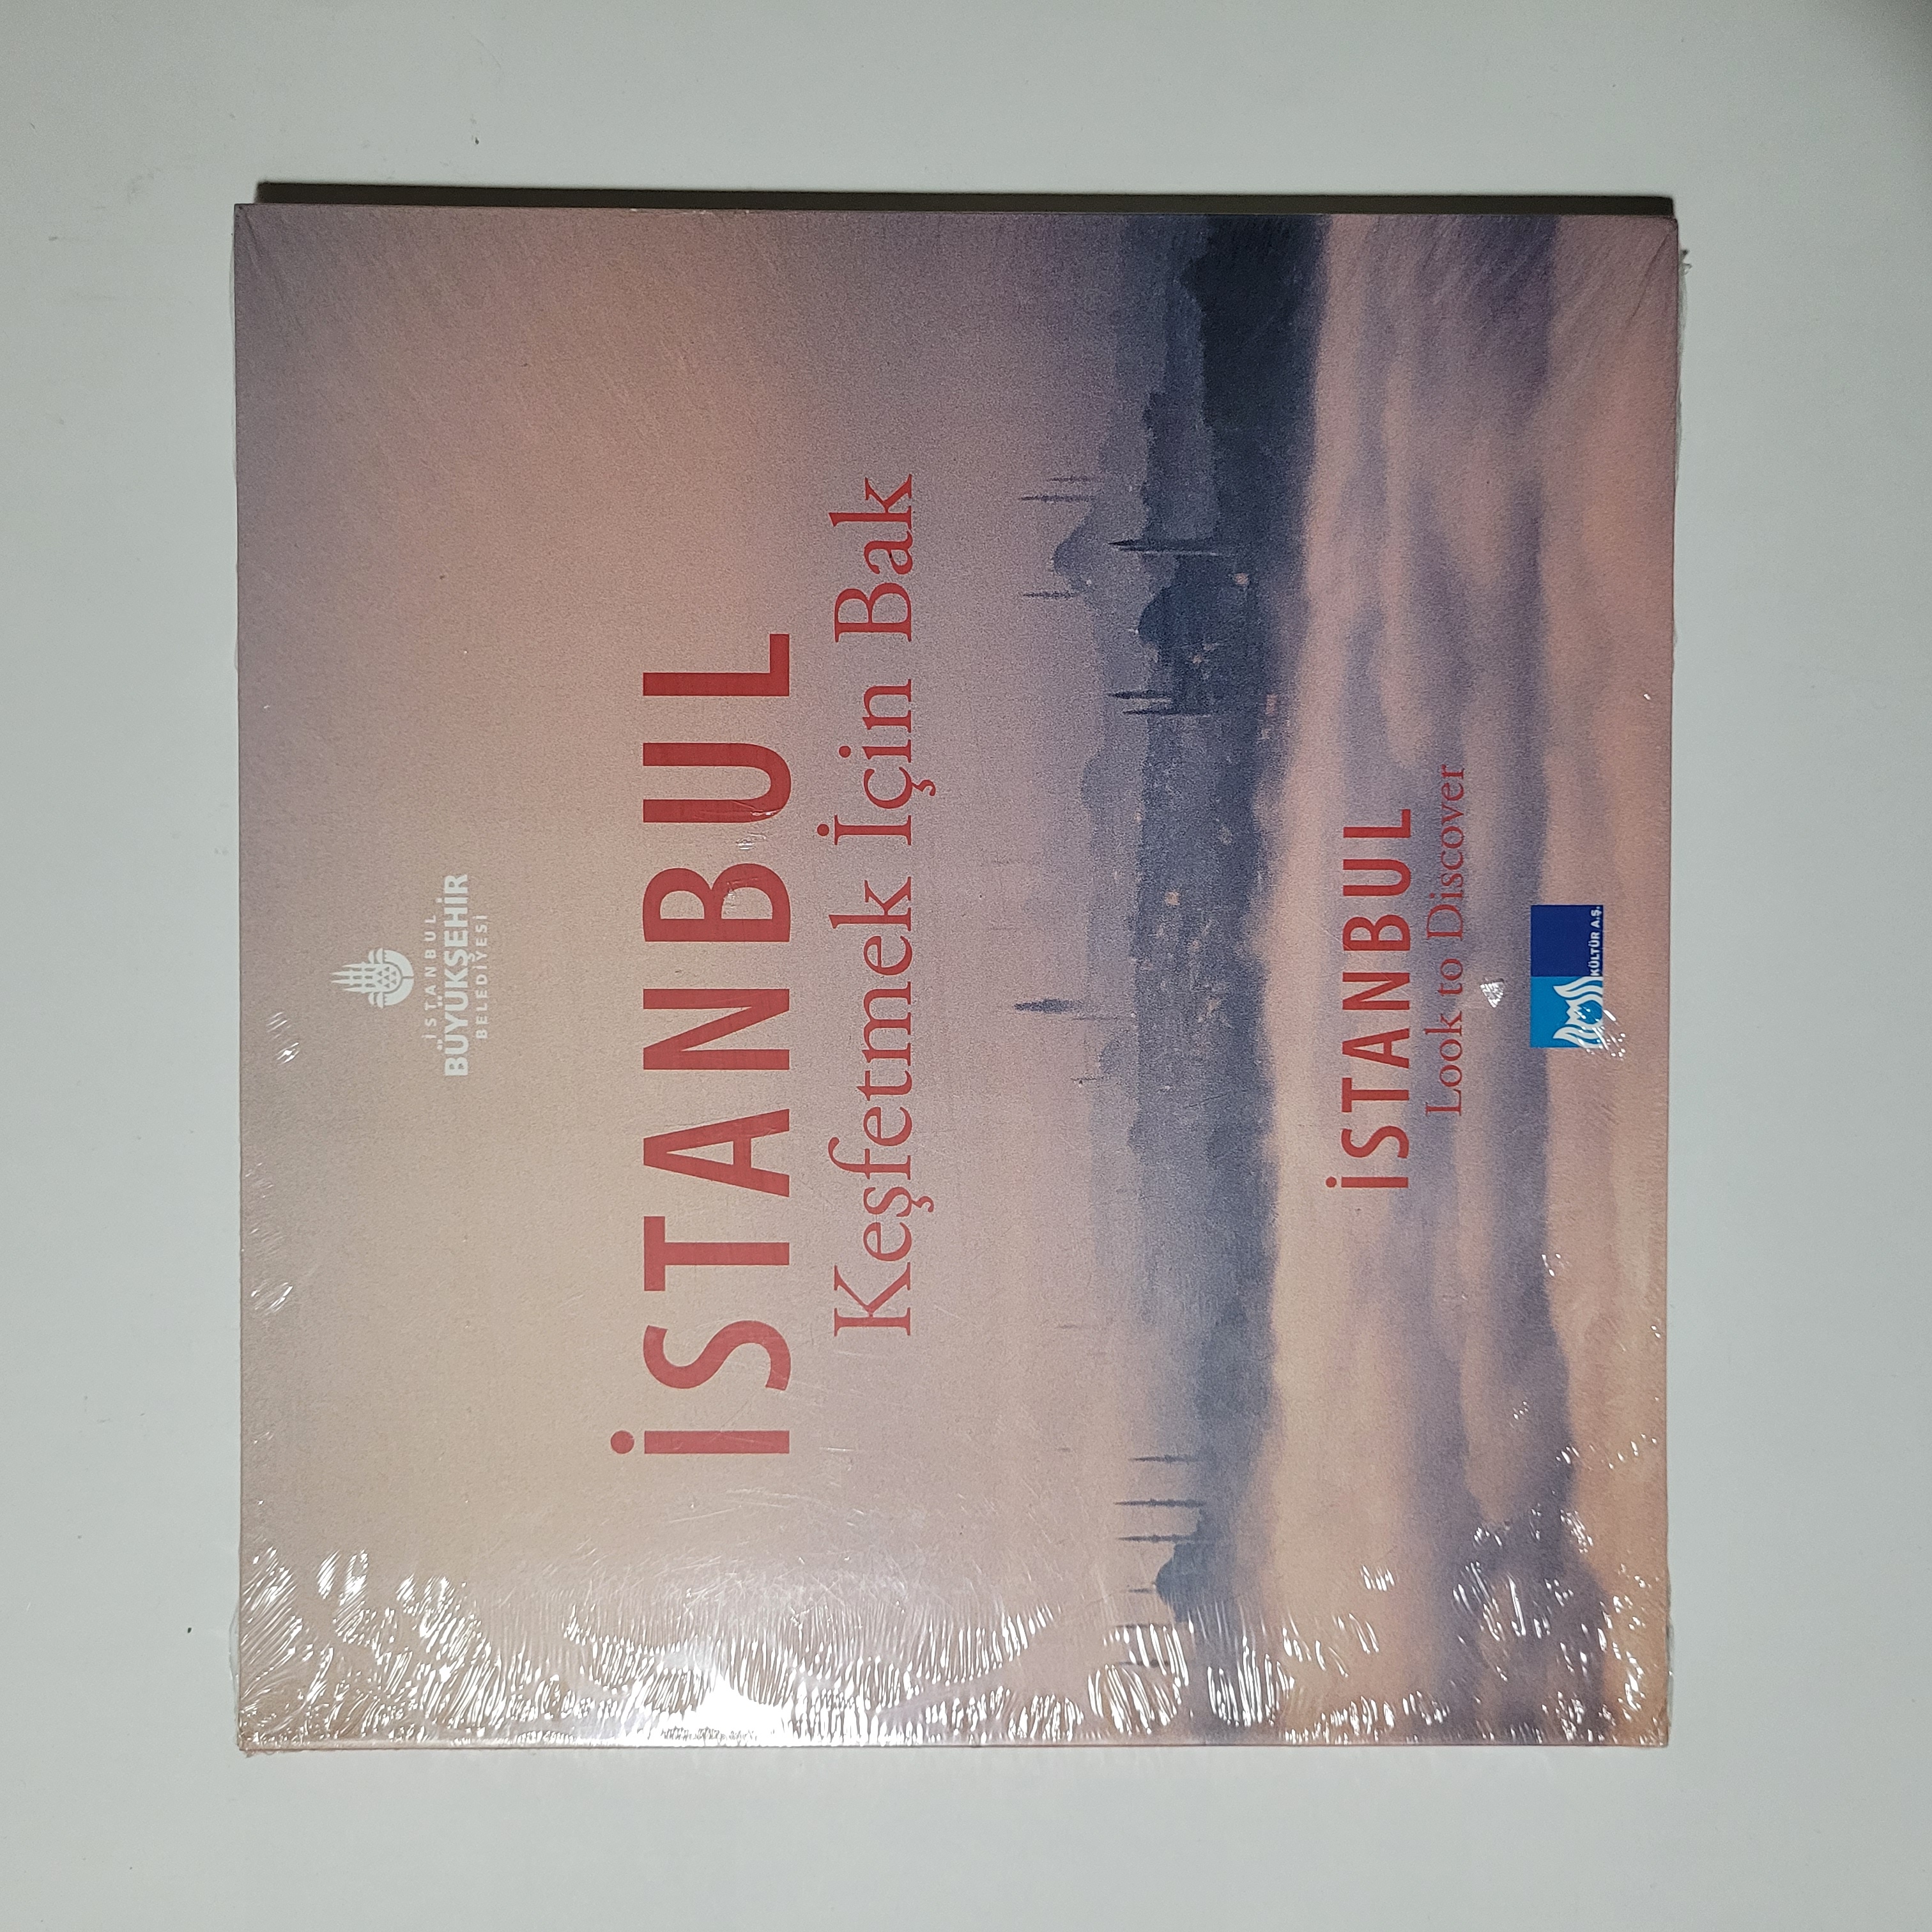 İSTANBUL
BÜYÜKŞEHİR
BELEDİYESİ
İSTANBUL
Keşfetmek İçin Bak
İSTANBUL
Look to Discover
KÜLTÜR A.Ş.